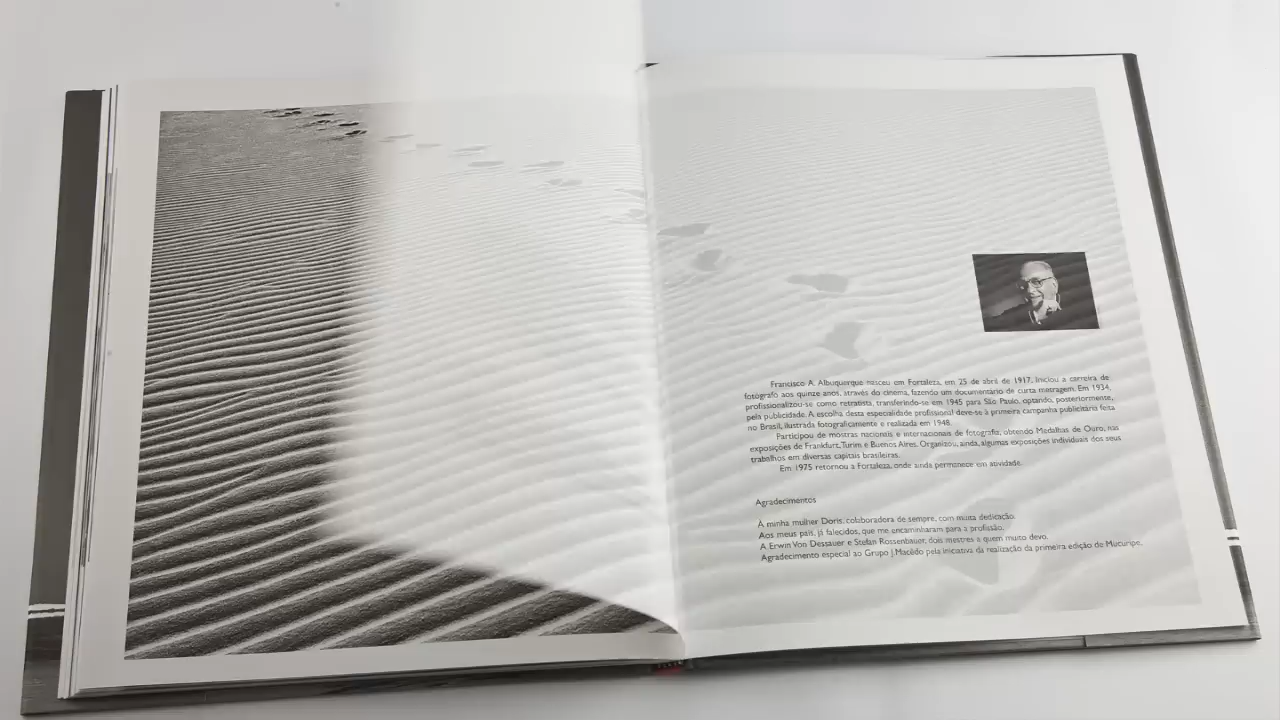 Francisco A. Albuquerque nasceu em Fortaleza, em 25 de abril de 1917. Iniciou a carreira de
fotógrafo aos quinze anos, através do cinema, fazendo um documentário de curta metragem. Em 1934,
profissionalizou-se como retratista, transferindo-se em 1945 para São Paulo, optando, posteriormente,
pela publicidade. A escolha desta especialidade profissional deve-se à primeira campanha publicitária feita
no Brasil, ilustrada fotograficamente e realizada em 1948.
Participou de mostras nacionais e internacionais de fotografia, obtendo Medalhas de Ouro, nas
exposições de Frankfurt, Turim e Buenos Aires. Organizou, ainda, algumas exposições individuais dos seus
trabalhos em diversas capitais brasileiras.
Em 1975 retornou a Fortaleza, onde ainda permanece em atividade.
Agradecimentos
À minha mulher Doris, colaboradora de sempre, com muita dedicação.
Aos meus pais, já falecidos, que me encaminharam para a profissão.
A Erwin Von Dessauer e Stefan Rosenbauer, dois mestres a quem muito devo.
Agradecimento especial ao Grupo J. Macêdo pela iniciativa da realização da primeira edição de Mucuripe.